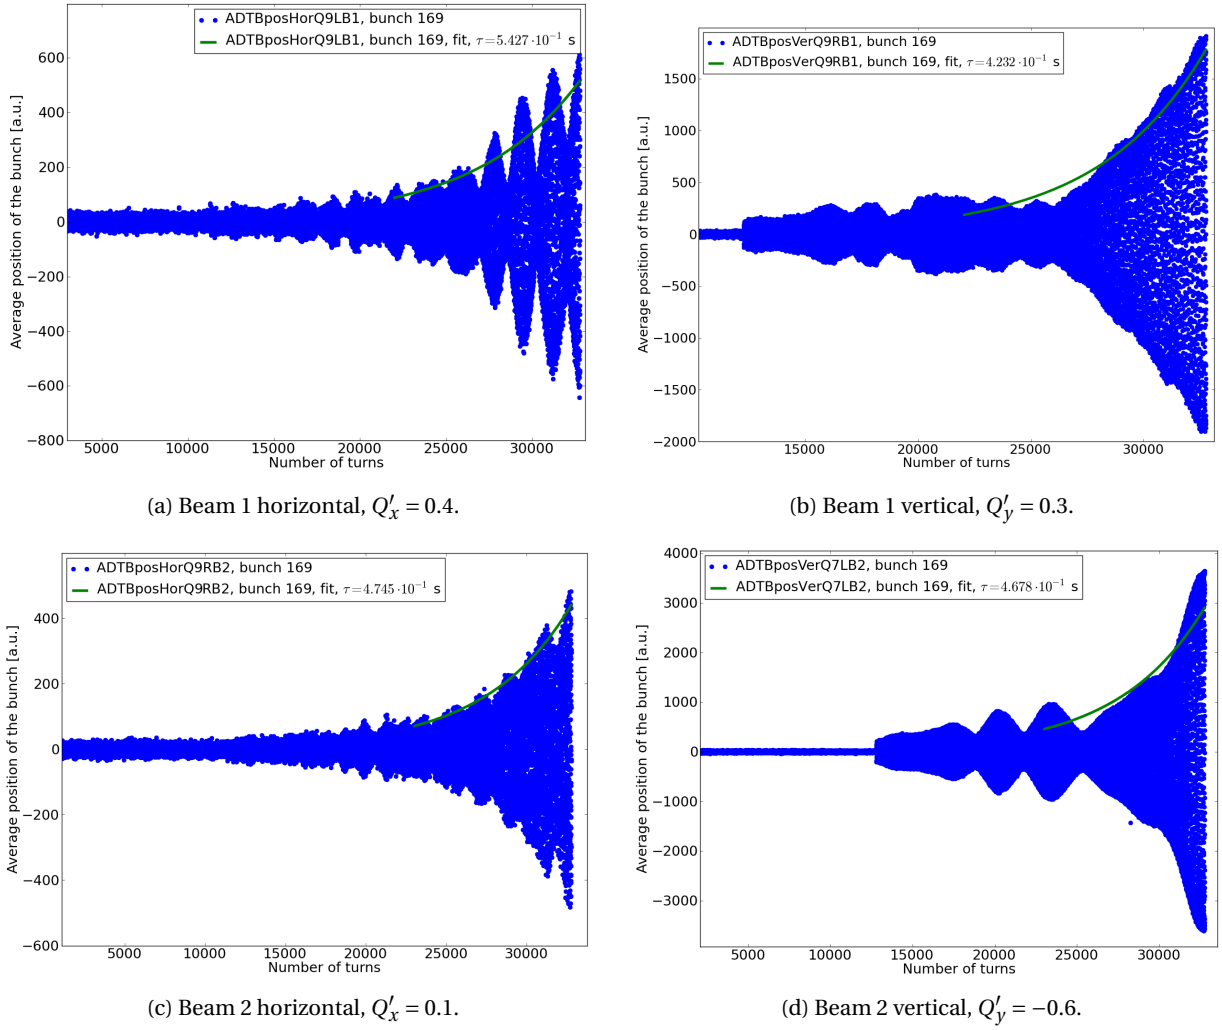 ADTBposHorQ9LB1, bunch 169
ADTBposHorQ9LB1, bunch 169, fit, τ=5.427·10⁻¹ s
Average position of the bunch [a.u.]
600
400
200
0
−200
−400
−600
−800
5000 10000 15000 20000 25000 30000
Number of turns
(a) Beam 1 horizontal, Q′ₓ = 0.4.
ADTBposVerQ9RB1, bunch 169
ADTBposVerQ9RB1, bunch 169, fit, τ=4.232·10⁻¹ s
Average position of the bunch [a.u.]
1500
1000
500
0
−500
−1000
−1500
−2000
15000 20000 25000 30000
Number of turns
(b) Beam 1 vertical, Q′_y = 0.3.
ADTBposHorQ9RB2, bunch 169
ADTBposHorQ9RB2, bunch 169, fit, τ=4.745·10⁻¹ s
Average position of the bunch [a.u.]
400
200
0
−200
−400
−600
5000 10000 15000 20000 25000 30000
Number of turns
(c) Beam 2 horizontal, Q′ₓ = 0.1.
ADTBposVerQ7LB2, bunch 169
ADTBposVerQ7LB2, bunch 169, fit, τ=4.678·10⁻¹ s
Average position of the bunch [a.u.]
4000
3000
2000
1000
0
−1000
−2000
−3000
5000 10000 15000 20000 25000 30000
Number of turns
(d) Beam 2 vertical, Q′_y = −0.6.